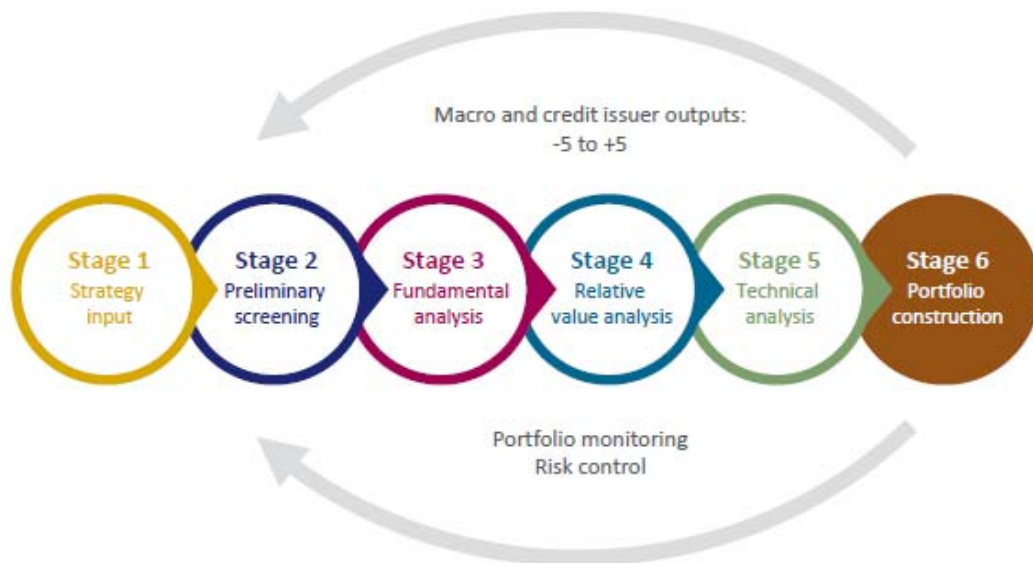 Macro and credit issuer outputs:
-5 to +5
Stage 1
Strategy
input
Stage 2
Preliminary
screening
Stage 3
Fundamental
analysis
Stage 4
Relative
value analysis
Stage 5
Technical
analysis
Stage 6
Portfolio
construction
Portfolio monitoring
Risk control